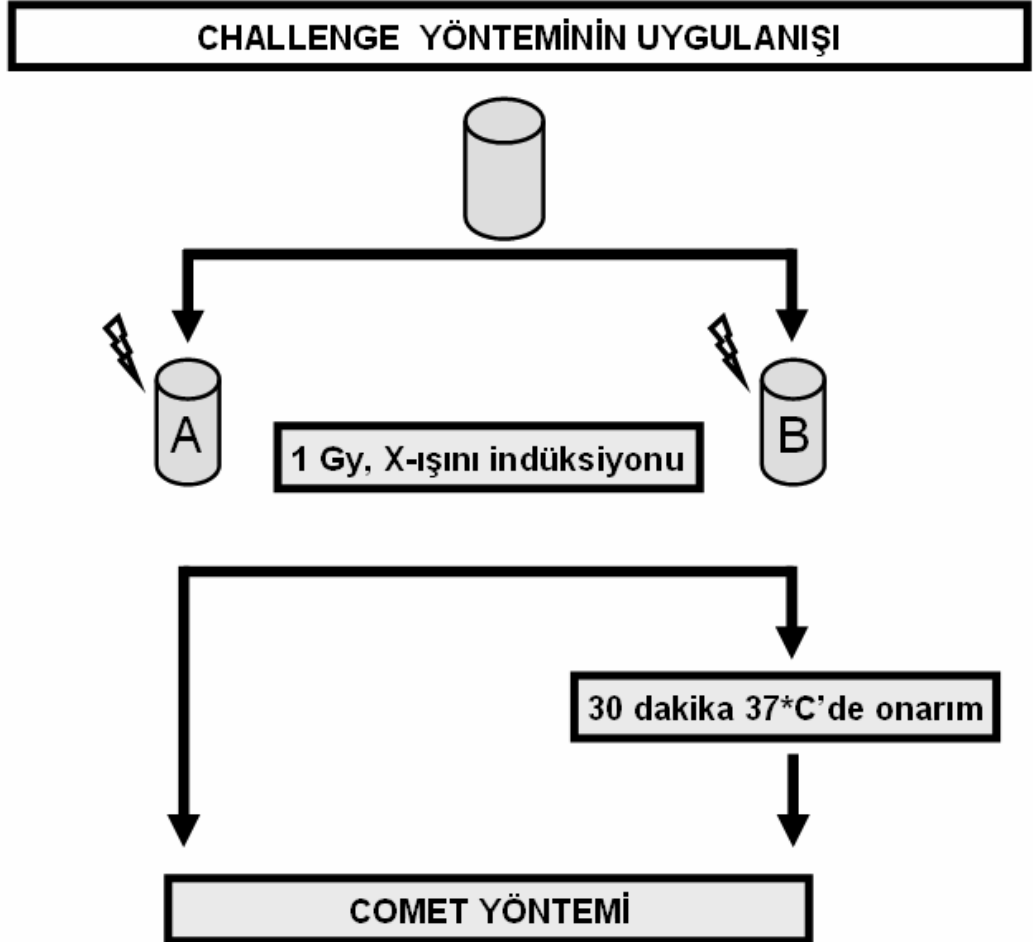 CHALLENGE YÖNTEMİNİN UYGULANIŞI
A
B
1 Gy, X-ışını indüksiyonu
30 dakika 37*C'de onarım
COMET YÖNTEMİ